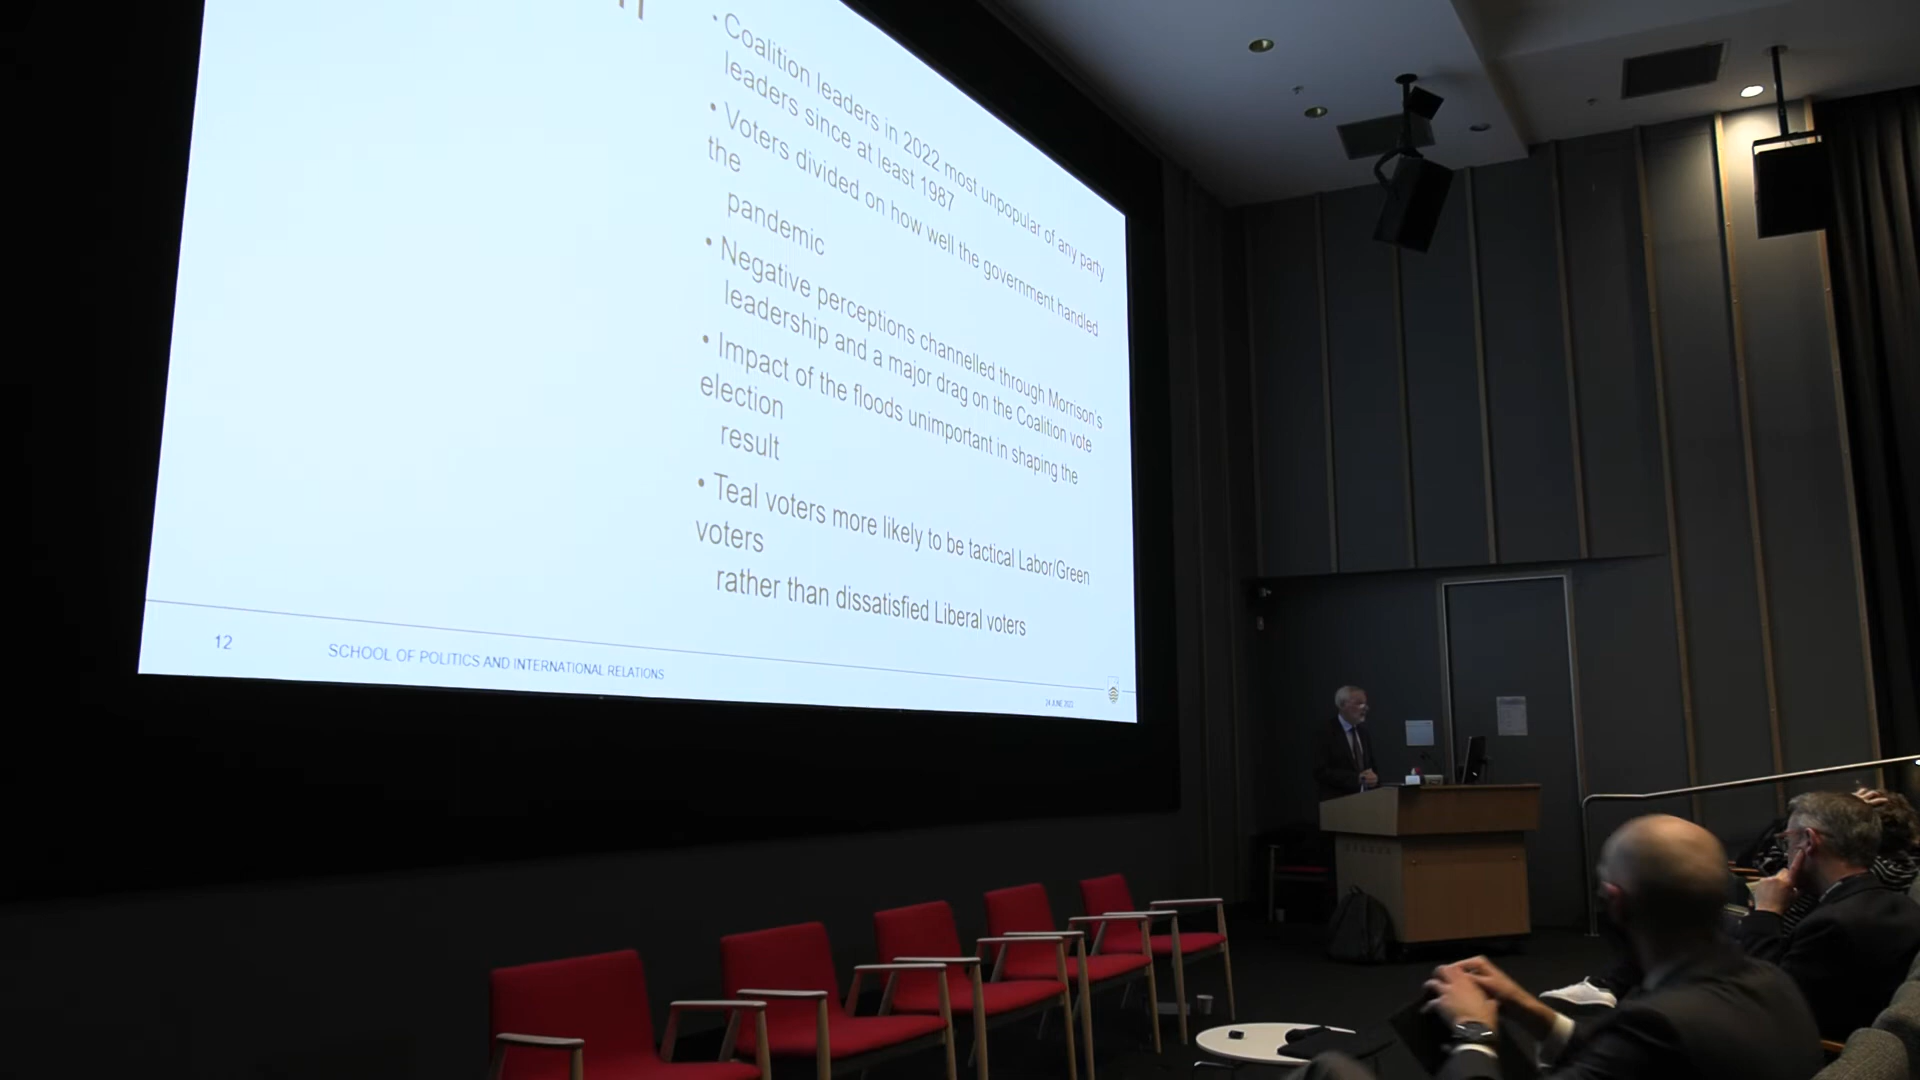 • Coalition leaders in 2022 most unpopular of any party
leaders since at least 1987
• Voters divided on how well the government handled
the
pandemic
• Negative perceptions channelled through Morrison's
leadership and a major drag on the Coalition vote
• Impact of the floods unimportant in shaping the
election
result
• Teal voters more likely to be tactical Labor/Green
voters
rather than dissatisfied Liberal voters
12
SCHOOL OF POLITICS AND INTERNATIONAL RELATIONS
24 JUNE 2022